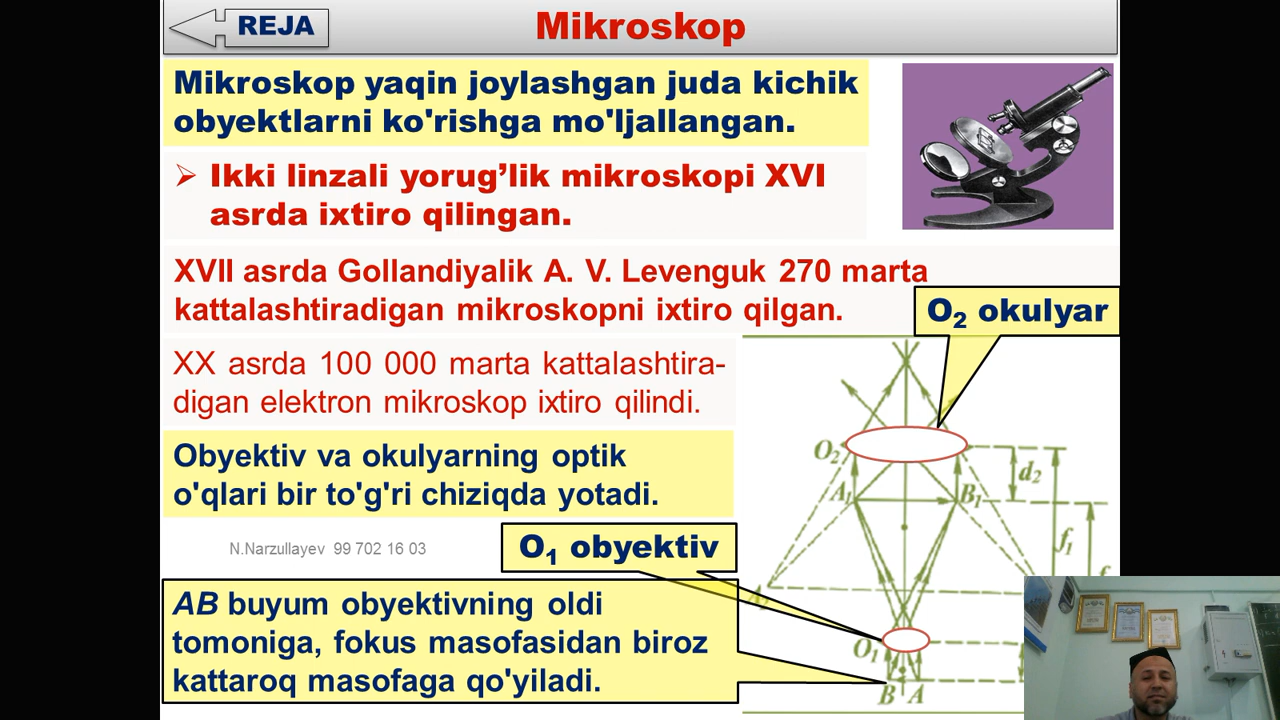 REJA
Mikroskop
Mikroskop yaqin joylashgan juda kichik
obyektlarni ko'rishga mo'ljallangan.
Ikki linzali yorug’lik mikroskopi XVI
asrda ixtiro qilingan.
XVII asrda Gollandiyalik A. V. Levenguk 270 marta
kattalashtiradigan mikroskopni ixtiro qilgan.
O₂ okulyar
XX asrda 100 000 marta kattalashtira-
digan elektron mikroskop ixtiro qilindi.
Obyektiv va okulyarning optik
o'qlari bir to'g'ri chiziqda yotadi.
O₂
d₂
A₁
B₁
f₁
N.Narzullayev 99 702 16 03
O₁ obyektiv
AB buyum obyektivning oldi
tomoniga, fokus masofasidan biroz
kattaroq masofaga qo'yiladi.
O₁
B A